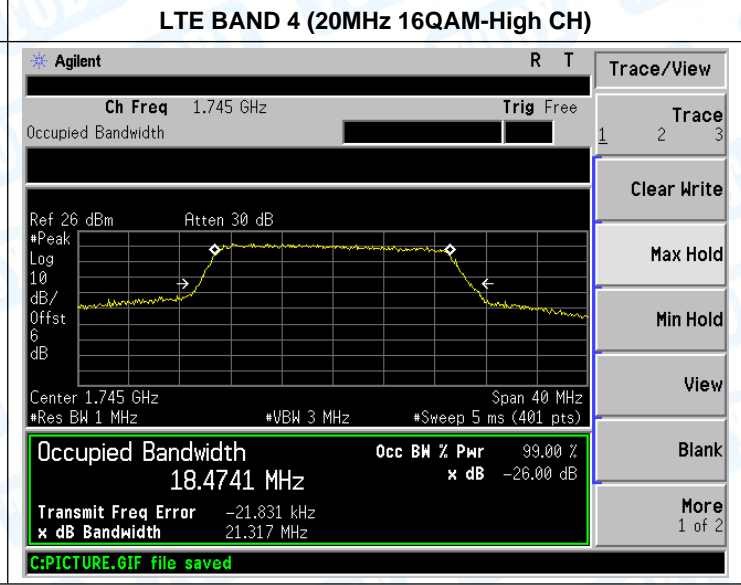 LTE BAND 4 (20MHz 16QAM-High CH)
Agilent R T
Trace/View
Ch Freq 1.745 GHz Trig Free
Occupied Bandwidth
Trace
1 2 3
Clear Write
Ref 26 dBm Atten 30 dB
#Peak
Log
10
dB/
Offst
6
dB
Max Hold
Min Hold
Center 1.745 GHz Span 40 MHz
#Res BW 1 MHz #VBW 3 MHz #Sweep 5 ms (401 pts)
View
Occupied Bandwidth Occ BW % Pwr 99.00 %
18.4741 MHz x dB -26.00 dB
Blank
Transmit Freq Error -21.831 kHz
x dB Bandwidth 21.317 MHz
More
1 of 2
C:PICTURE.GIF file saved